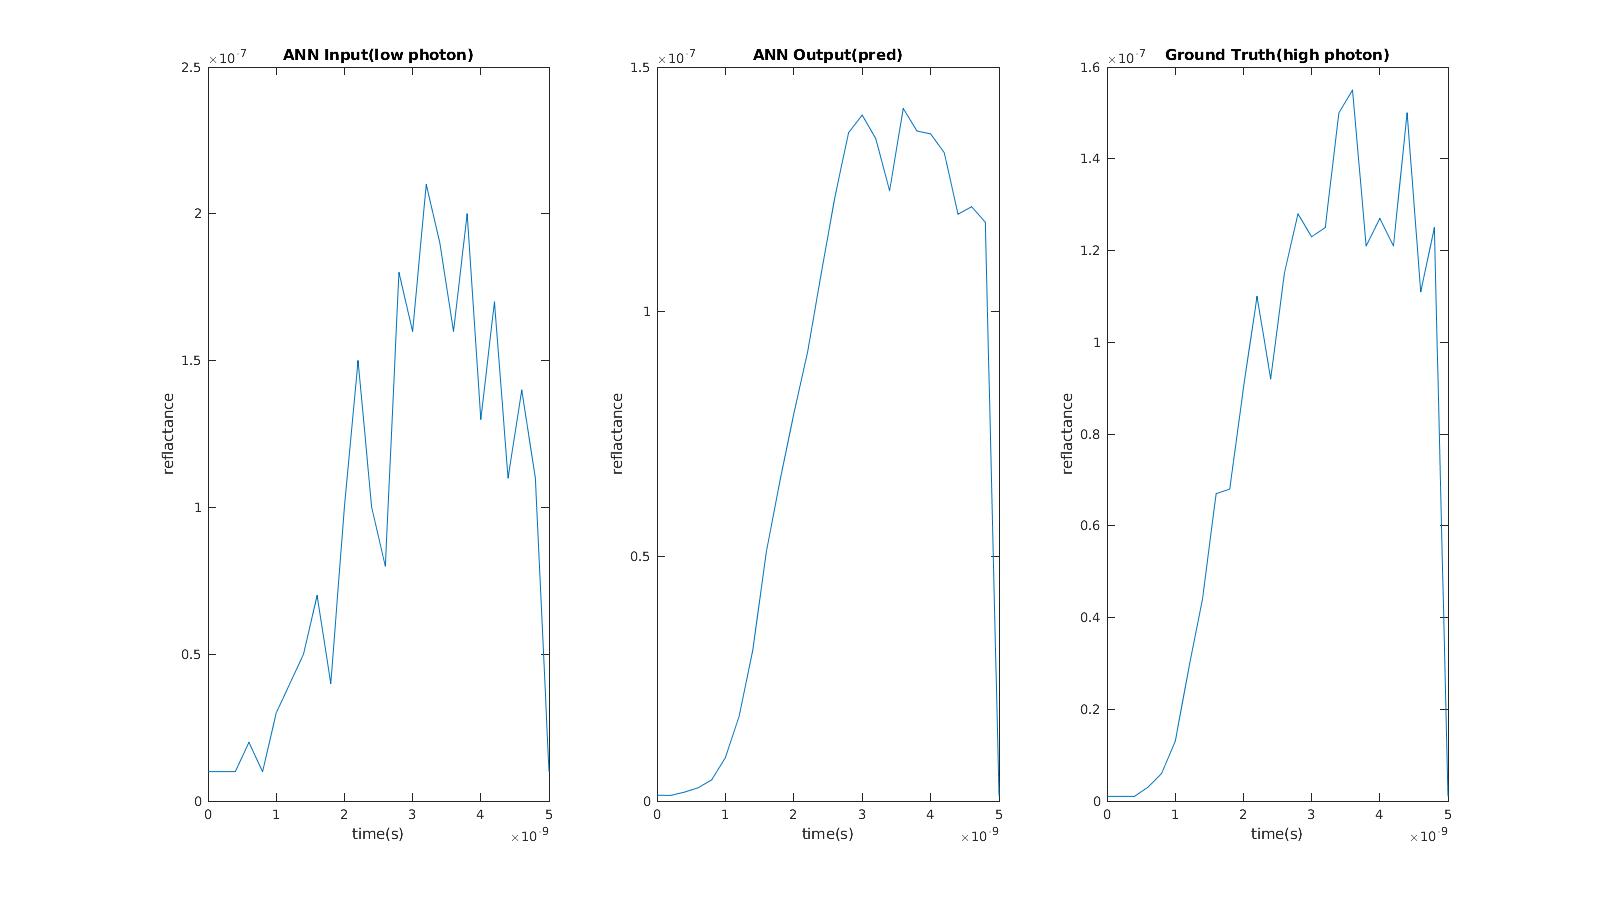 ANN Input(low photon)
×10⁻⁷
2.5
2
1.5
1
0.5
0
reflactance
0 1 2 3 4 5
time(s)
×10⁻⁹
ANN Output(pred)
×10⁻⁷
1.5
1
0.5
0
reflactance
0 1 2 3 4 5
time(s)
×10⁻⁹
Ground Truth(high photon)
×10⁻⁷
1.6
1.4
1.2
1
0.8
0.6
0.4
0.2
0
reflactance
0 1 2 3 4 5
time(s)
×10⁻⁹